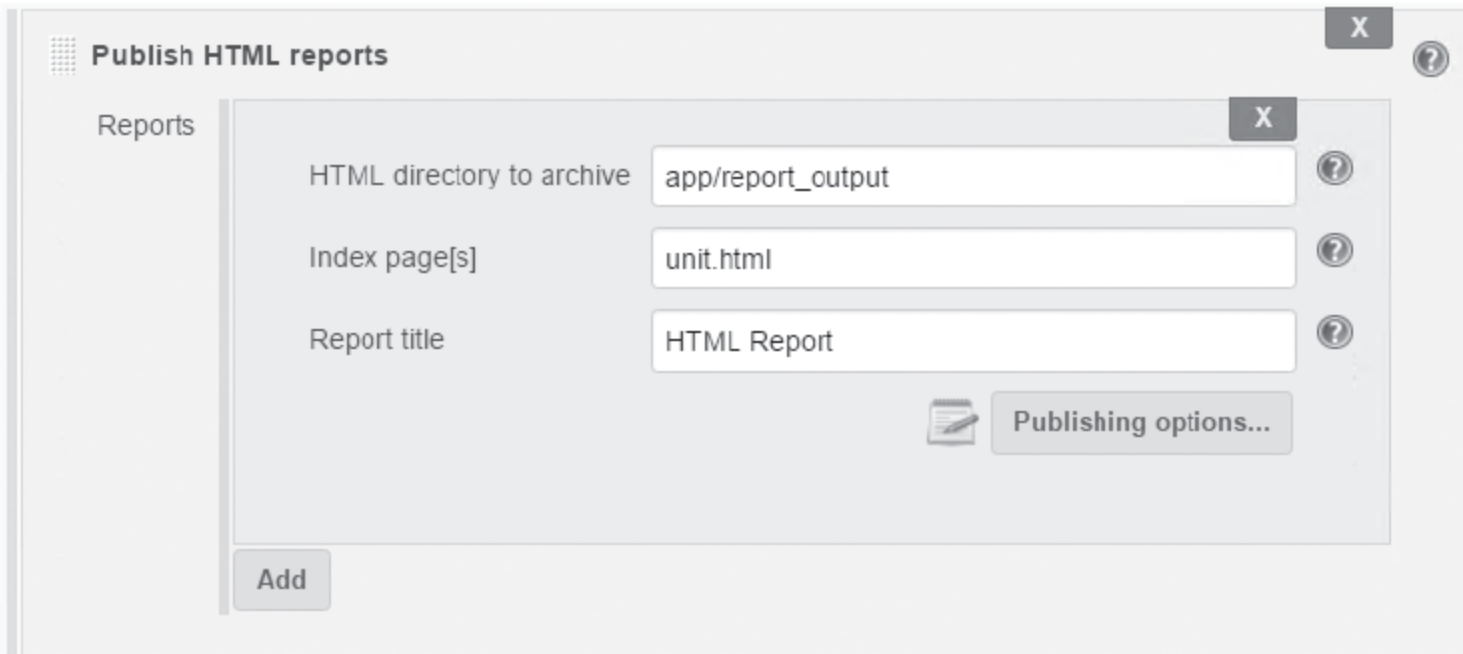 X
Publish HTML reports
?
Reports
X
HTML directory to archive app/report_output ?
Index page[s] unit.html ?
Report title HTML Report ?
Publishing options...
Add